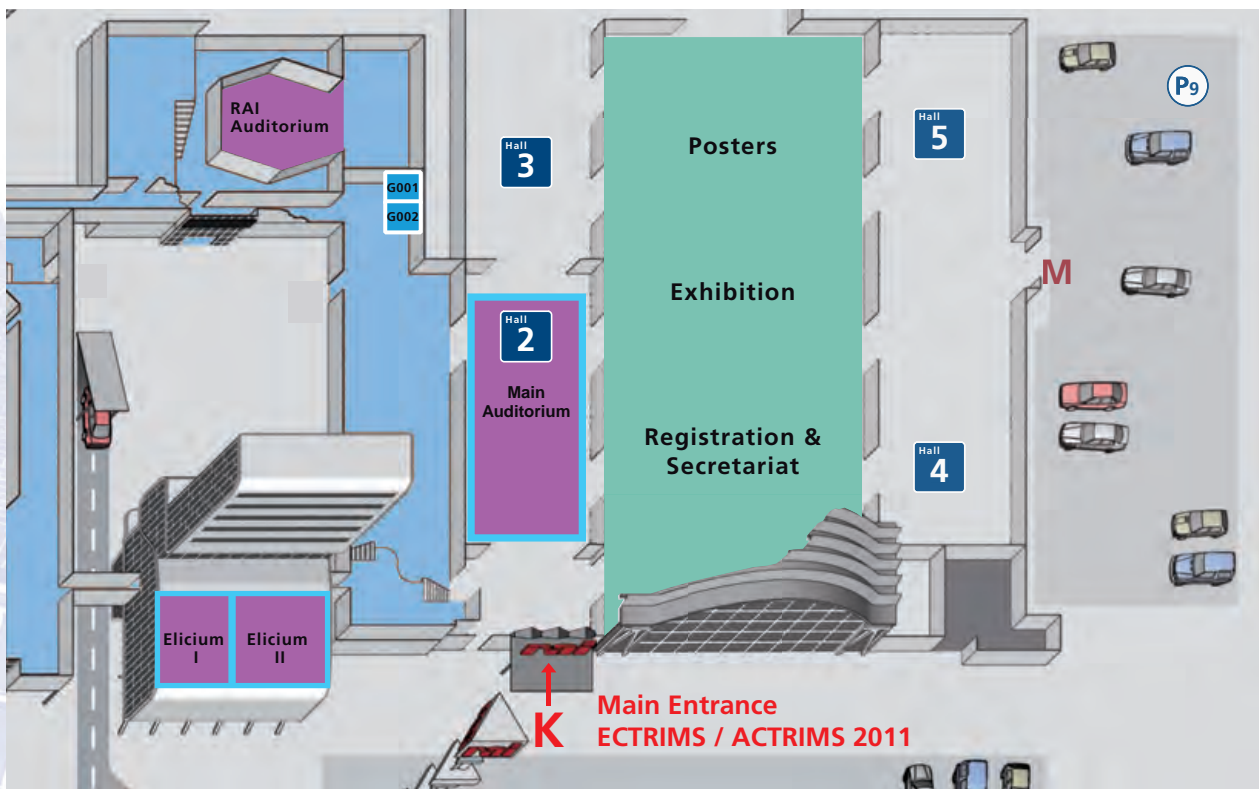 RAI
Auditorium
G001
G002
Hall
3
Posters
Hall
5
P9
M
Exhibition
Hall
2
Main
Auditorium
Registration &
Secretariat
Hall
4
Elicium
I
Elicium
II
rai
K
Main Entrance
ECTRIMS / ACTRIMS 2011
rai